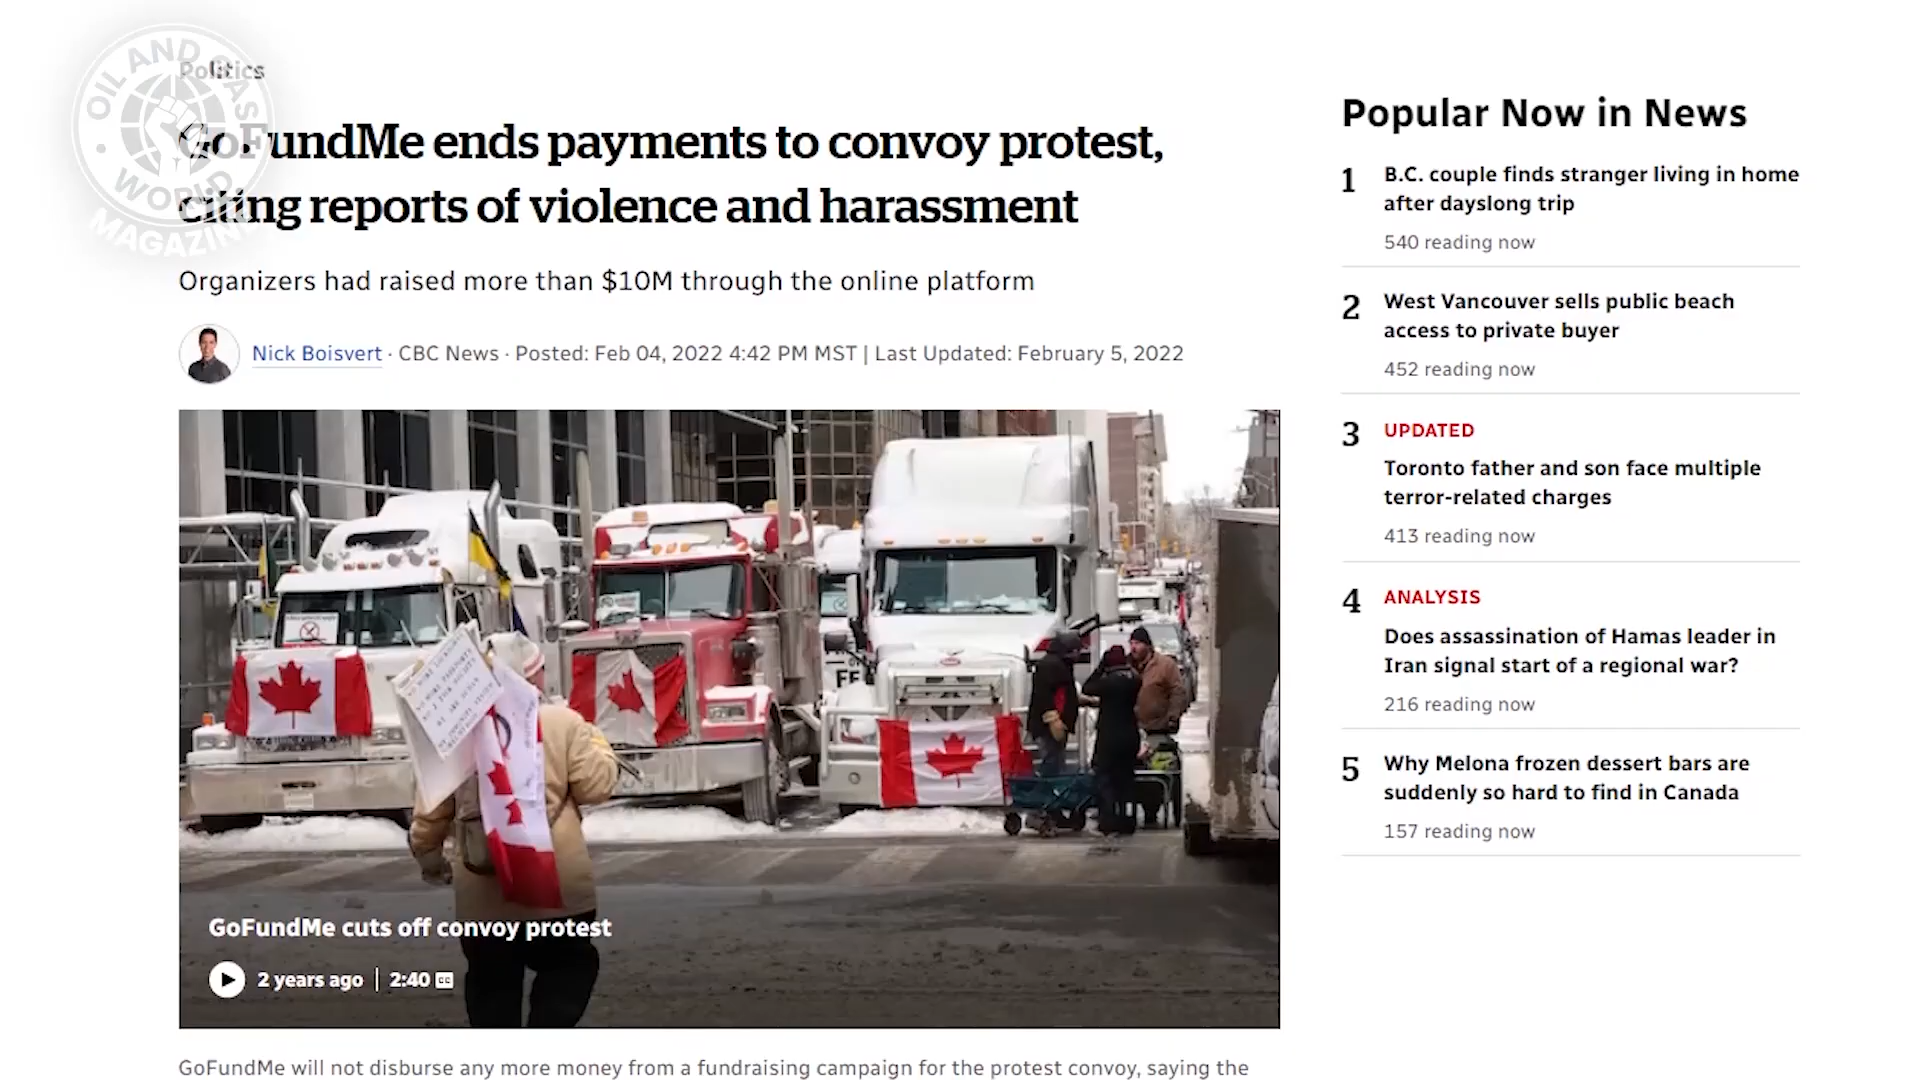 OIL AND GAS
WORLD
MAGAZINE
Politics
GoFundMe ends payments to convoy protest,
citing reports of violence and harassment
Organizers had raised more than $10M through the online platform
Nick Boisvert · CBC News · Posted: Feb 04, 2022 4:42 PM MST | Last Updated: February 5, 2022
GoFundMe cuts off convoy protest
2 years ago | 2:40 CC
GoFundMe will not disburse any more money from a fundraising campaign for the protest convoy, saying the
Popular Now in News
1 B.C. couple finds stranger living in home
after dayslong trip
540 reading now
2 West Vancouver sells public beach
access to private buyer
452 reading now
3 UPDATED
Toronto father and son face multiple
terror-related charges
413 reading now
4 ANALYSIS
Does assassination of Hamas leader in
Iran signal start of a regional war?
216 reading now
5 Why Melona frozen dessert bars are
suddenly so hard to find in Canada
157 reading now